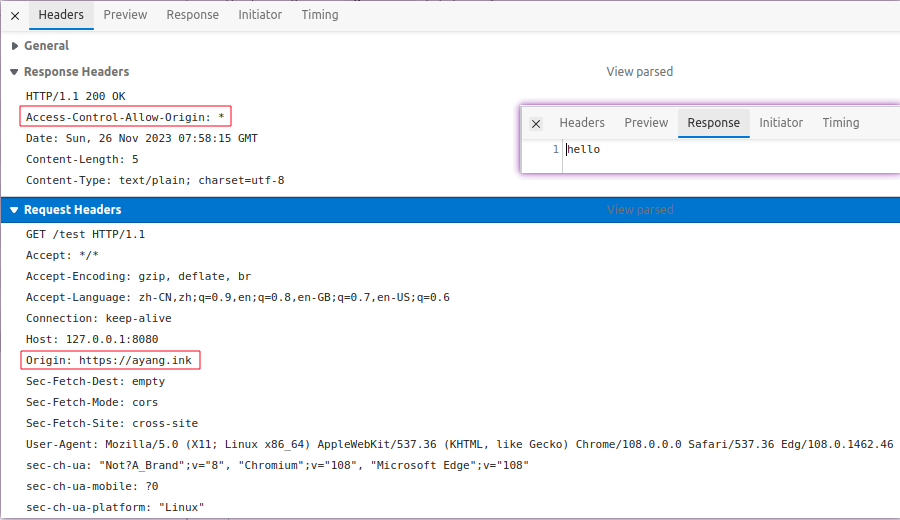 Headers Preview Response Initiator Timing
General
Response Headers View parsed
HTTP/1.1 200 OK
Access-Control-Allow-Origin: *
Date: Sun, 26 Nov 2023 07:58:15 GMT
Content-Length: 5
Content-Type: text/plain; charset=utf-8
Headers Preview Response Initiator Timing
1 hello
Request Headers View parsed
GET /test HTTP/1.1
Accept: */*
Accept-Encoding: gzip, deflate, br
Accept-Language: zh-CN,zh;q=0.9,en;q=0.8,en-GB;q=0.7,en-US;q=0.6
Connection: keep-alive
Host: 127.0.0.1:8080
Origin: https://ayang.ink
Sec-Fetch-Dest: empty
Sec-Fetch-Mode: cors
Sec-Fetch-Site: cross-site
User-Agent: Mozilla/5.0 (X11; Linux x86_64) AppleWebKit/537.36 (KHTML, like Gecko) Chrome/108.0.0.0 Safari/537.36 Edg/108.0.1462.46
sec-ch-ua: "Not?A_Brand";v="8", "Chromium";v="108", "Microsoft Edge";v="108"
sec-ch-ua-mobile: ?0
sec-ch-ua-platform: "Linux"